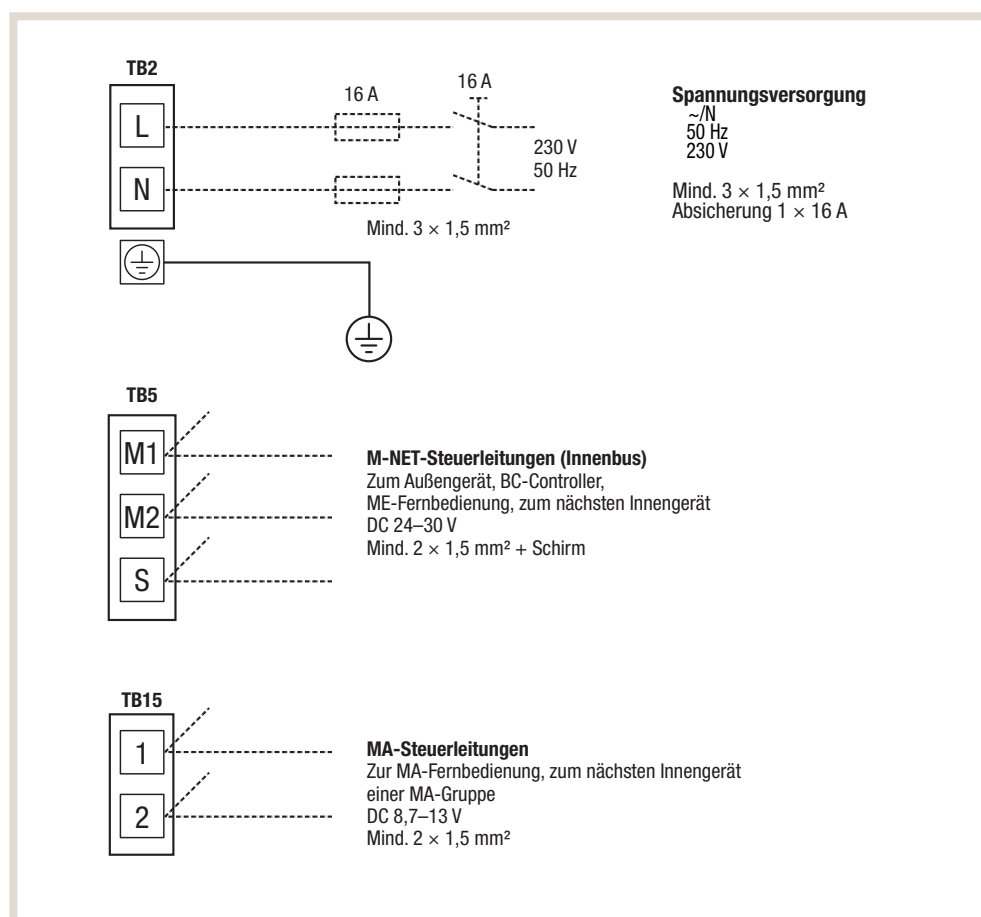 TB2
L
N
16 A
16 A
230 V
50 Hz
Mind. 3 × 1,5 mm²
Spannungsversorgung
~/N
50 Hz
230 V
Mind. 3 × 1,5 mm²
Absicherung 1 × 16 A
TB5
M1
M2
S
M-NET-Steuerleitungen (Innenbus)
Zum Außengerät, BC-Controller,
ME-Fernbedienung, zum nächsten Innengerät
DC 24–30 V
Mind. 2 × 1,5 mm² + Schirm
TB15
1
2
MA-Steuerleitungen
Zur MA-Fernbedienung, zum nächsten Innengerät
einer MA-Gruppe
DC 8,7–13 V
Mind. 2 × 1,5 mm²